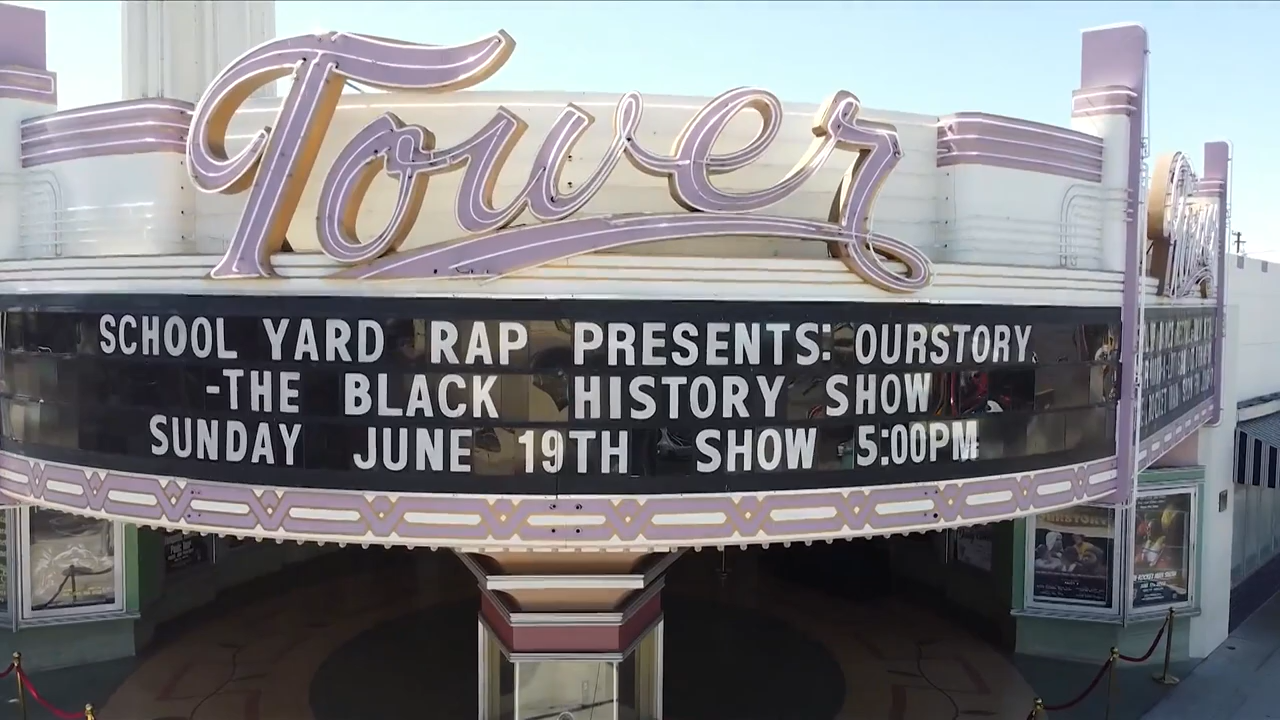 Tower
SCHOOL YARD RAP PRESENTS: OURSTORY
-THE BLACK HISTORY SHOW
SUNDAY JUNE 19TH SHOW 5:00PM